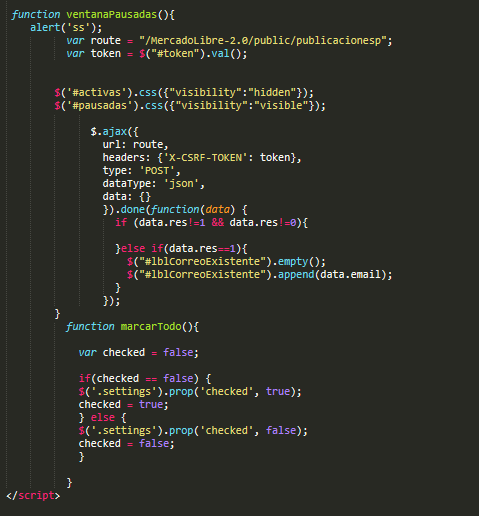 function ventanaPausadas(){
alert('ss');
var route = "/MercadoLibre-2.0/public/publicacionesp";
var token = $("#token").val();
$('#activas').css({"visibility":"hidden"});
$('#pausadas').css({"visibility":"visible"});
$.ajax({
url: route,
headers: {'X-CSRF-TOKEN': token},
type: 'POST',
dataType: 'json',
data: {}
}).done(function(data) {
if (data.res!=1 && data.res!=0){
}else if(data.res==1){
$("#lblCorreoExistente").empty();
$("#lblCorreoExistente").append(data.email);
}
});
}
function marcarTodo(){
var checked = false;
if(checked == false) {
$('.settings').prop('checked', true);
checked = true;
} else {
$('.settings').prop('checked', false);
checked = false;
}
}
</script>